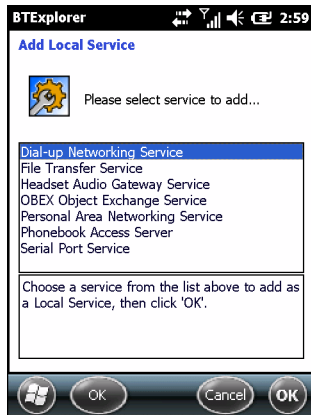 BTExplorer 2:59
Add Local Service
Please select service to add...
Dial-up Networking Service
File Transfer Service
Headset Audio Gateway Service
OBEX Object Exchange Service
Personal Area Networking Service
Phonebook Access Server
Serial Port Service
Choose a service from the list above to add as
a Local Service, then click 'OK'.
OK Cancel OK